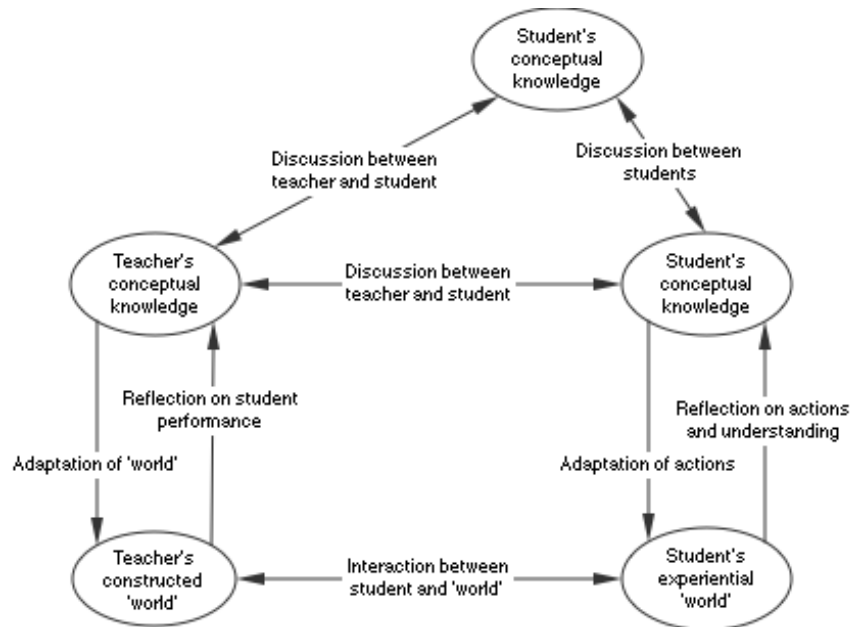 Student's
conceptual
knowledge
Discussion between
teacher and student
Discussion between
students
Teacher's
conceptual
knowledge
Discussion between
teacher and student
Student's
conceptual
knowledge
Reflection on student
performance
Reflection on actions
and understanding
Adaptation of 'world'
Adaptation of actions
Teacher's
constructed
'world'
Interaction between
student and 'world'
Student's
experiential
'world'